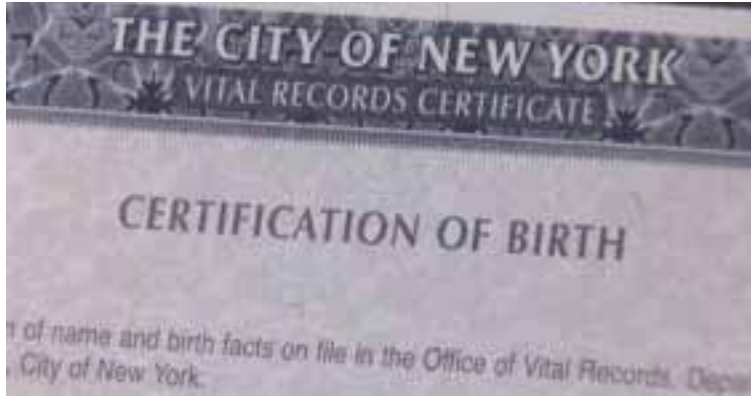 THE CITY OF NEW YORK
VITAL RECORDS CERTIFICATE
CERTIFICATION OF BIRTH
of name and birth facts on file in the Office of Vital Records,
City of New York.